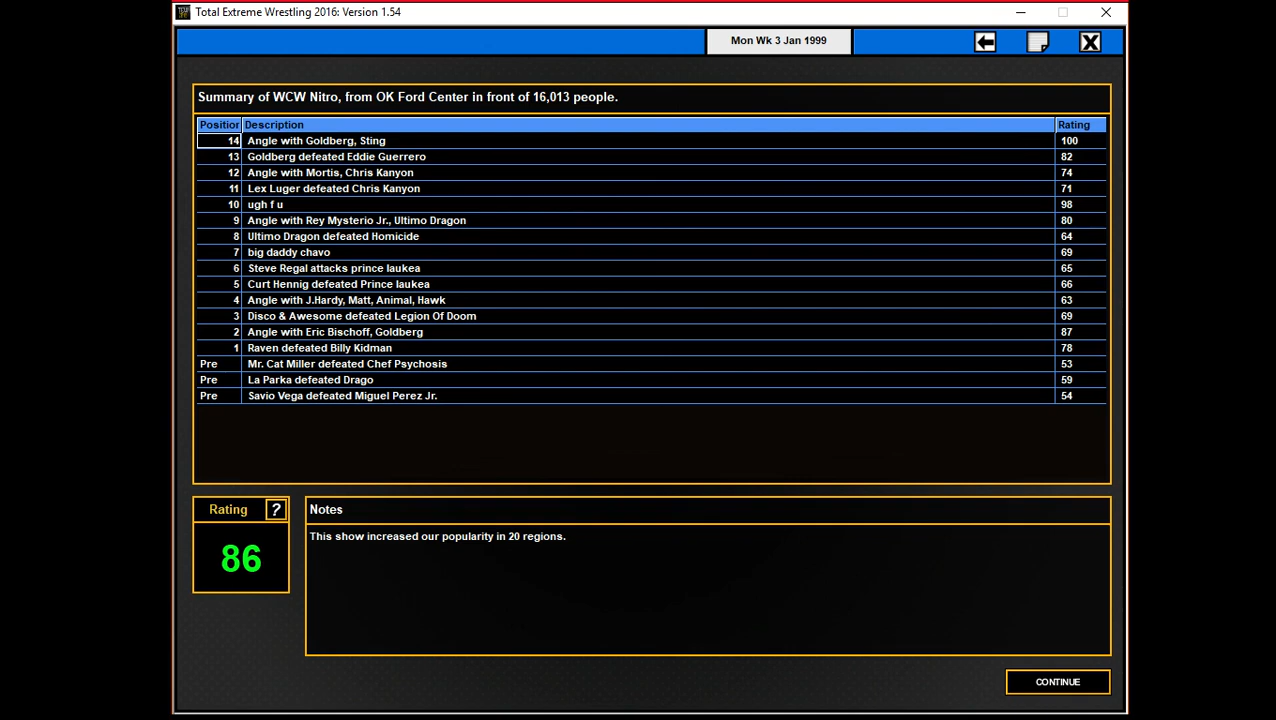 Total Extreme Wrestling 2016: Version 1.54
Mon Wk 3 Jan 1999
Summary of WCW Nitro, from OK Ford Center in front of 16,013 people.
Position Description Rating
14 Angle with Goldberg, Sting 100
13 Goldberg defeated Eddie Guerrero 82
12 Angle with Mortis, Chris Kanyon 74
11 Lex Luger defeated Chris Kanyon 71
10 ugh f u 98
9 Angle with Rey Mysterio Jr., Ultimo Dragon 80
8 Ultimo Dragon defeated Homicide 64
7 big daddy chavo 69
6 Steve Regal attacks prince Iaukea 65
5 Curt Hennig defeated Prince Iaukea 66
4 Angle with J.Hardy, Matt, Animal, Hawk 63
3 Disco & Awesome defeated Legion Of Doom 69
2 Angle with Eric Bischoff, Goldberg 87
1 Raven defeated Billy Kidman 78
Pre Mr. Cat Miller defeated Chef Psychosis 53
Pre La Parka defeated Drago 59
Pre Savio Vega defeated Miguel Perez Jr. 54
Rating ? Notes
86 This show increased our popularity in 20 regions.
CONTINUE